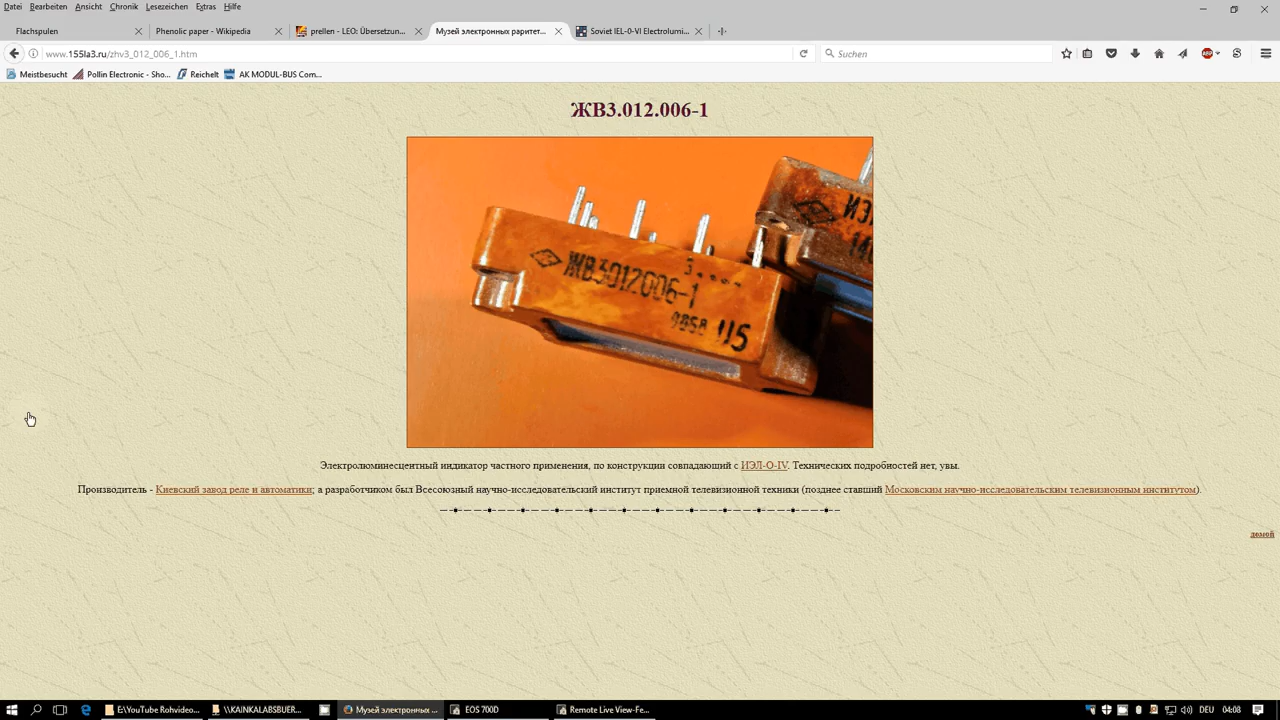 Datei Bearbeiten Ansicht Chronik Lesezeichen Extras Hilfe
Flachspulen Phenolic paper - Wikipedia prellen - LEO: Übersetzun... Музей электронных раритет... Soviet IEL-0-VI Electrolumi...
www.155la3.ru/zhv3_012_006_1.htm Suchen
Meistbesucht Pollin Electronic - Sho... Reichelt AK MODUL-BUS Com...
ЖВ3.012.006-1
ЖВ3012006-1
9868
Электролюминесцентный индикатор частного применения, по конструкции совпадающий с ИЭЛ-О-IV. Технических подробностей нет, увы.
Производитель - Киевский завод реле и автоматики; а разработчиком был Всесоюзный научно-исследовательский институт приемной телевизионной техники (позднее ставший Московским научно-исследовательским телевизионным институтом).
домой
E:\YouTube Rohvideo... \\KAINKALABSBUER... Музей электронных ... EOS 700D Remote Live View-Fe... DEU 04:08